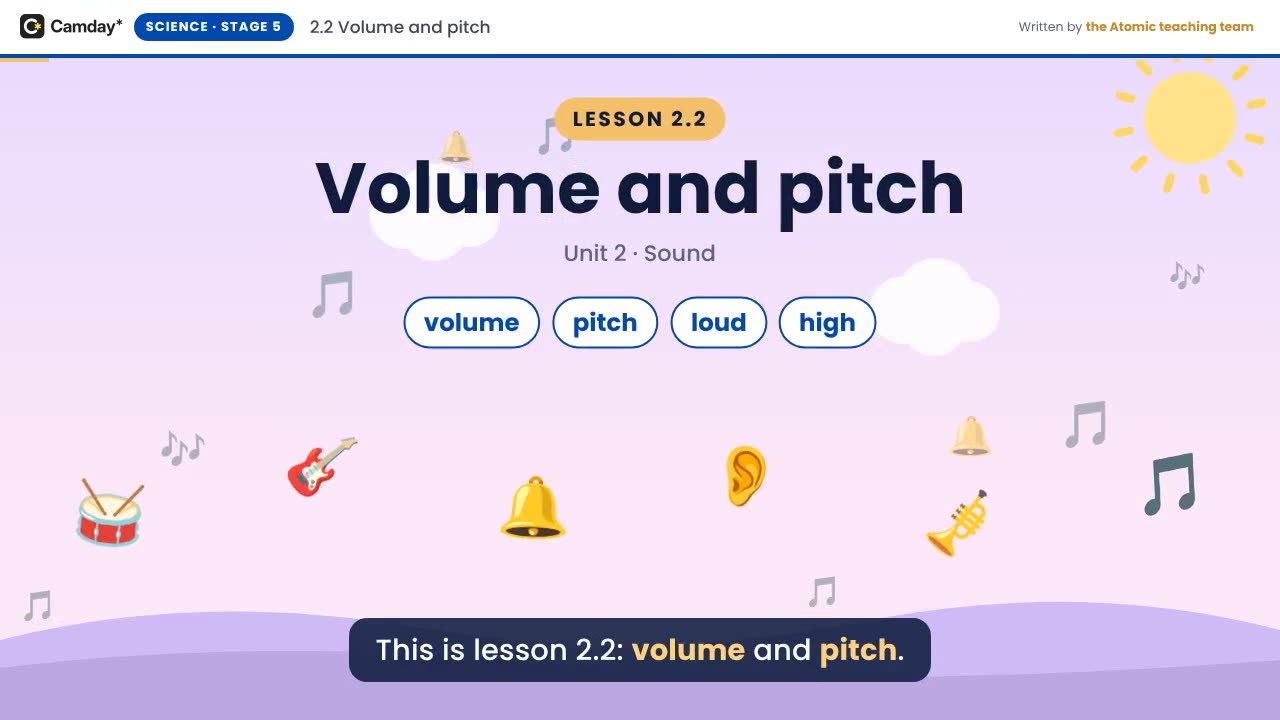 Camday* SCIENCE · STAGE 5 2.2 Volume and pitch Written by the Atomic teaching team
LESSON 2.2
Volume and pitch
Unit 2 · Sound
volume pitch loud high
This is lesson 2.2: volume and pitch.